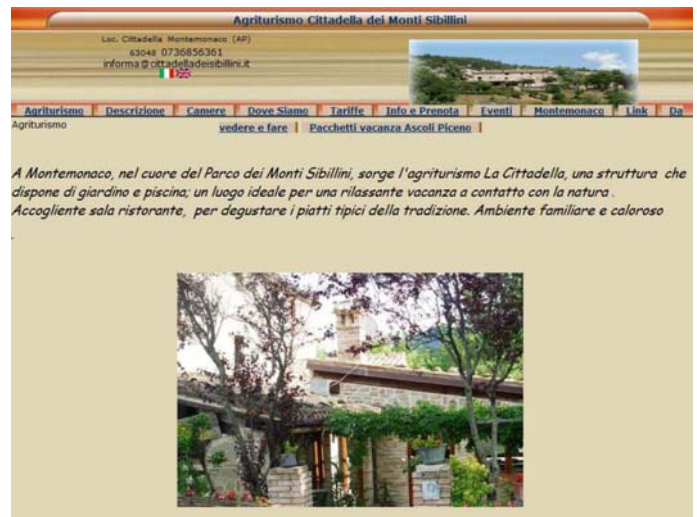 Agriturismo Cittadella dei Monti Sibillini
Loc. Cittadella Montemonaco (AP)
63048 0736856361
informa@cittadelladeisibillini.it
Agriturismo Descrizione Camere Dove Siamo Tariffe Info e Prenota Eventi Montemonaco Link Da
Agriturismo
vedere e fare Pacchetti vacanza Ascoli Piceno
A Montemonaco, nel cuore del Parco dei Monti Sibillini, sorge l'agriturismo La Cittadella, una struttura che
dispone di giardino e piscina; un luogo ideale per una rilassante vacanza a contatto con la natura .
Accogliente sala ristorante, per degustare i piatti tipici della tradizione. Ambiente familiare e caloroso
.